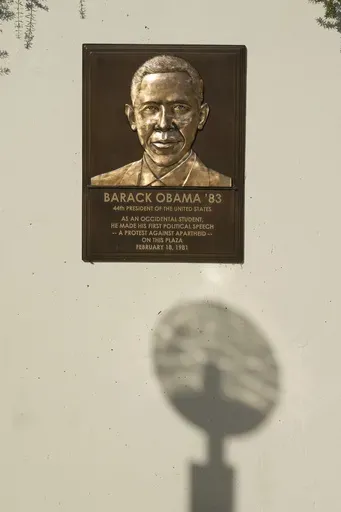 BARACK OBAMA '83
44th PRESIDENT OF THE UNITED STATES
AS AN OCCIDENTAL STUDENT,
HE MADE HIS FIRST POLITICAL SPEECH
-- A PROTEST AGAINST APARTHEID --
ON THIS PLAZA
FEBRUARY 18, 1981